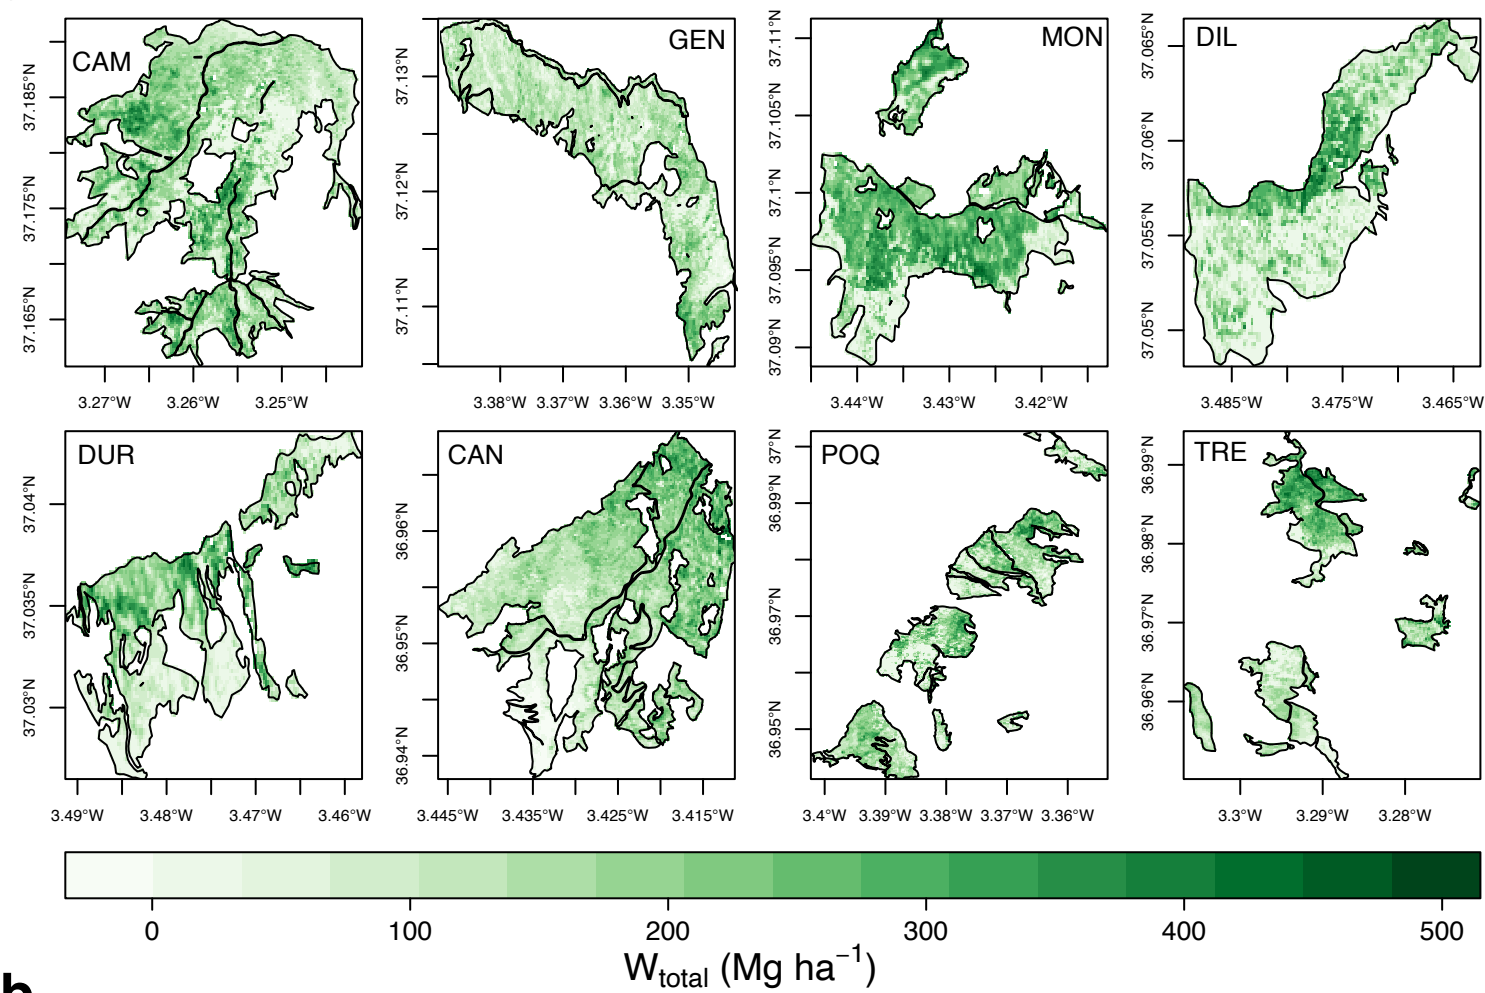 CAM
37.185°N
37.175°N
37.165°N
3.27°W 3.26°W 3.25°W
GEN
37.13°N
37.12°N
37.11°N
3.38°W 3.37°W 3.36°W 3.35°W
MON
37.11°N
37.105°N
37.1°N
37.095°N
37.09°N
3.44°W 3.43°W 3.42°W
DIL
37.065°N
37.06°N
37.055°N
37.05°N
3.485°W 3.475°W 3.465°W
DUR
37.04°N
37.035°N
37.03°N
3.49°W 3.48°W 3.47°W 3.46°W
CAN
36.96°N
36.95°N
36.94°N
3.445°W 3.435°W 3.425°W 3.415°W
POQ
37°N
36.99°N
36.97°N
36.95°N
3.4°W 3.39°W 3.38°W 3.37°W 3.36°W
TRE
36.99°N
36.98°N
36.97°N
36.96°N
3.3°W 3.29°W 3.28°W
0 100 200 300 400 500
W_total (Mg ha⁻¹)
b